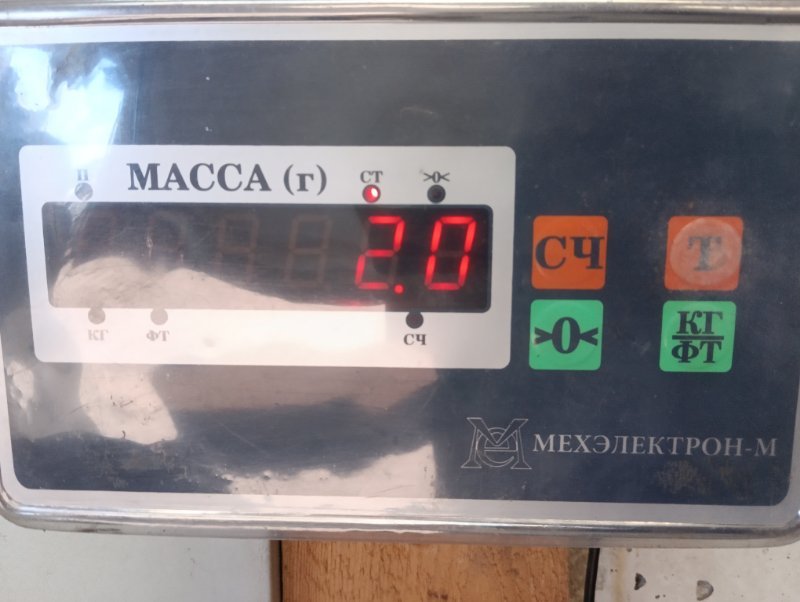 П МАССА (г) СТ >0<
2.0
КГ ФТ СЧ
СЧ Т
>0< КГ
ФТ
МЕХЭЛЕКТРОН-М